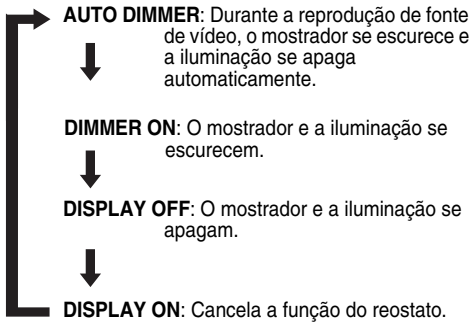 AUTO DIMMER: Durante a reprodução de fonte
de vídeo, o mostrador se escurece e
a iluminação se apaga
automaticamente.
DIMMER ON: O mostrador e a iluminação se
escurecem.
DISPLAY OFF: O mostrador e a iluminação se
apagam.
DISPLAY ON: Cancela a função do reostato.